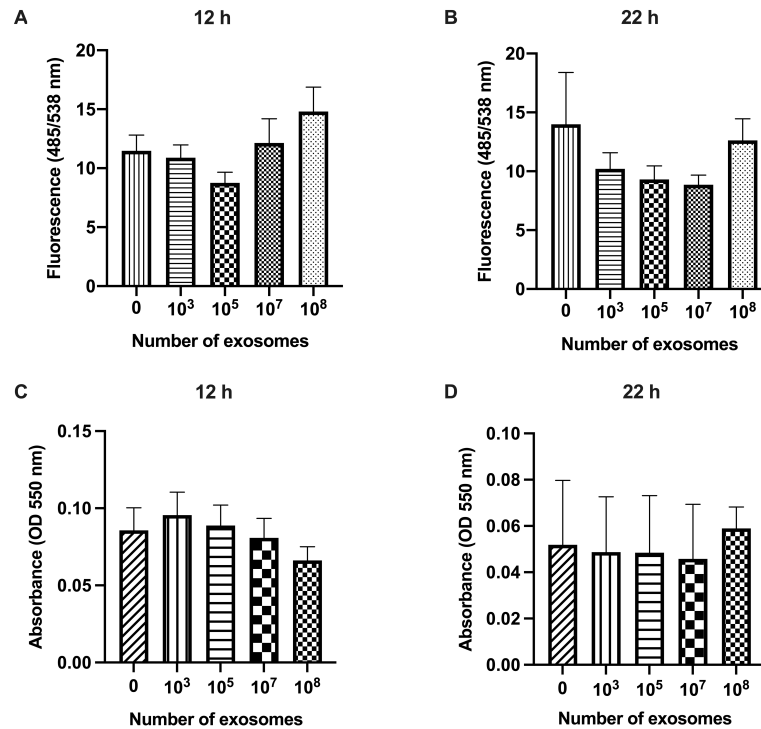 A
12 h
Fluorescence (485/538 nm)
20
15
10
5
0
0 10³ 10⁵ 10⁷ 10⁸
Number of exosomes
B
22 h
Fluorescence (485/538 nm)
20
15
10
5
0
0 10³ 10⁵ 10⁷ 10⁸
Number of exosomes
C
12 h
Absorbance (OD 550 nm)
0.15
0.10
0.05
0.00
0 10³ 10⁵ 10⁷ 10⁸
Number of exosomes
D
22 h
Absorbance (OD 550 nm)
0.10
0.08
0.06
0.04
0.02
0.00
0 10³ 10⁵ 10⁷ 10⁸
Number of exosomes